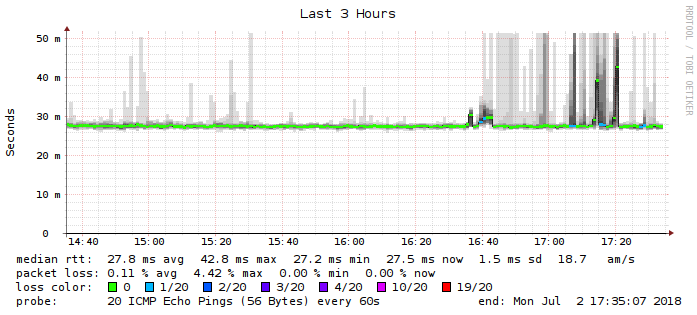 Last 3 Hours
RRDTOOL / TOBI OETIKER
Seconds
50 m
40 m
30 m
20 m
10 m
0
14:40 15:00 15:20 15:40 16:00 16:20 16:40 17:00 17:20
median rtt: 27.8 ms avg 42.8 ms max 27.2 ms min 27.5 ms now 1.5 ms sd 18.7 am/s
packet loss: 0.11 % avg 4.42 % max 0.00 % min 0.00 % now
loss color: 0 1/20 2/20 3/20 4/20 10/20 19/20
probe: 20 ICMP Echo Pings (56 Bytes) every 60s end: Mon Jul 2 17:35:07 2018